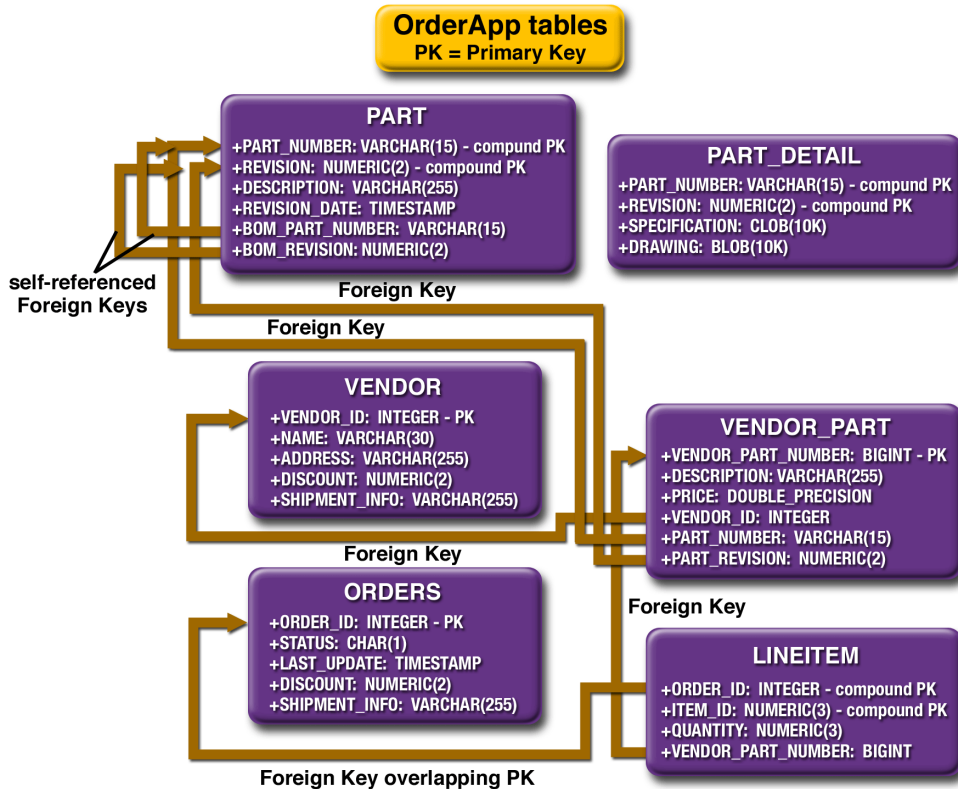 OrderApp tables
PK = Primary Key
PART
+PART_NUMBER: VARCHAR(15) - compund PK
+REVISION: NUMERIC(2) - compound PK
+DESCRIPTION: VARCHAR(255)
+REVISION_DATE: TIMESTAMP
+BOM_PART_NUMBER: VARCHAR(15)
+BOM_REVISION: NUMERIC(2)
PART_DETAIL
+PART_NUMBER: VARCHAR(15) - compund PK
+REVISION: NUMERIC(2) - compound PK
+SPECIFICATION: CLOB(10K)
+DRAWING: BLOB(10K)
self-referenced
Foreign Keys
Foreign Key
Foreign Key
VENDOR
+VENDOR_ID: INTEGER - PK
+NAME: VARCHAR(30)
+ADDRESS: VARCHAR(255)
+DISCOUNT: NUMERIC(2)
+SHIPMENT_INFO: VARCHAR(255)
VENDOR_PART
+VENDOR_PART_NUMBER: BIGINT - PK
+DESCRIPTION: VARCHAR(255)
+PRICE: DOUBLE_PRECISION
+VENDOR_ID: INTEGER
+PART_NUMBER: VARCHAR(15)
+PART_REVISION: NUMERIC(2)
Foreign Key
ORDERS
+ORDER_ID: INTEGER - PK
+STATUS: CHAR(1)
+LAST_UPDATE: TIMESTAMP
+DISCOUNT: NUMERIC(2)
+SHIPMENT_INFO: VARCHAR(255)
Foreign Key
LINEITEM
+ORDER_ID: INTEGER - compound PK
+ITEM_ID: NUMERIC(3) - compound PK
+QUANTITY: NUMERIC(3)
+VENDOR_PART_NUMBER: BIGINT
Foreign Key overlapping PK